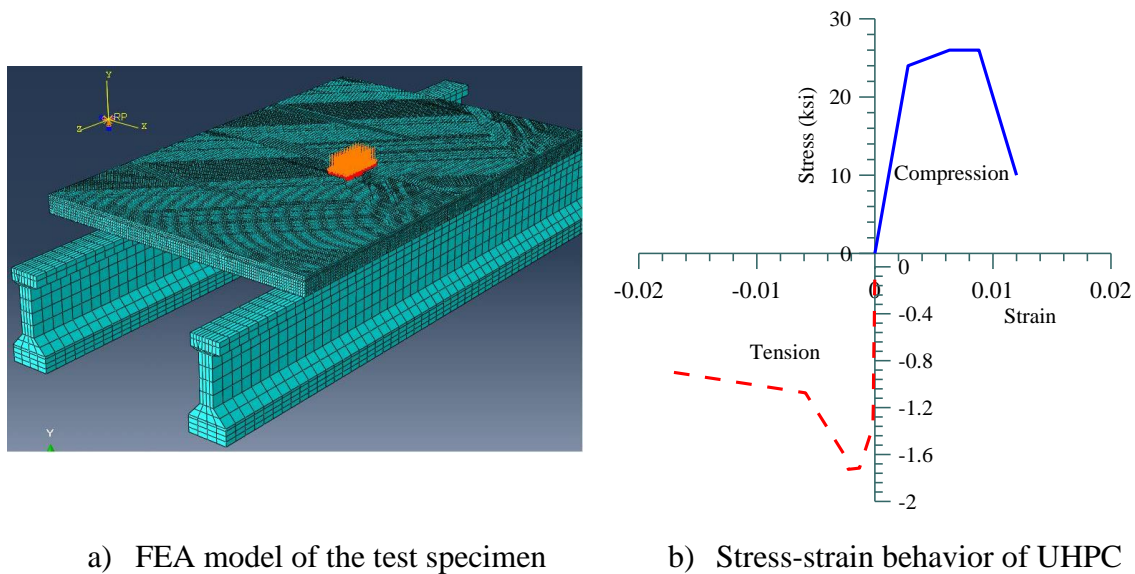 Y
RP
Z
X
Y
30
20
10
0
Stress (ksi)
Compression
0
-0.02
-0.01
0
0.01
0.02
Strain
-0.4
Tension
-0.8
-1.2
-1.6
-2
a) FEA model of the test specimen
b) Stress-strain behavior of UHPC